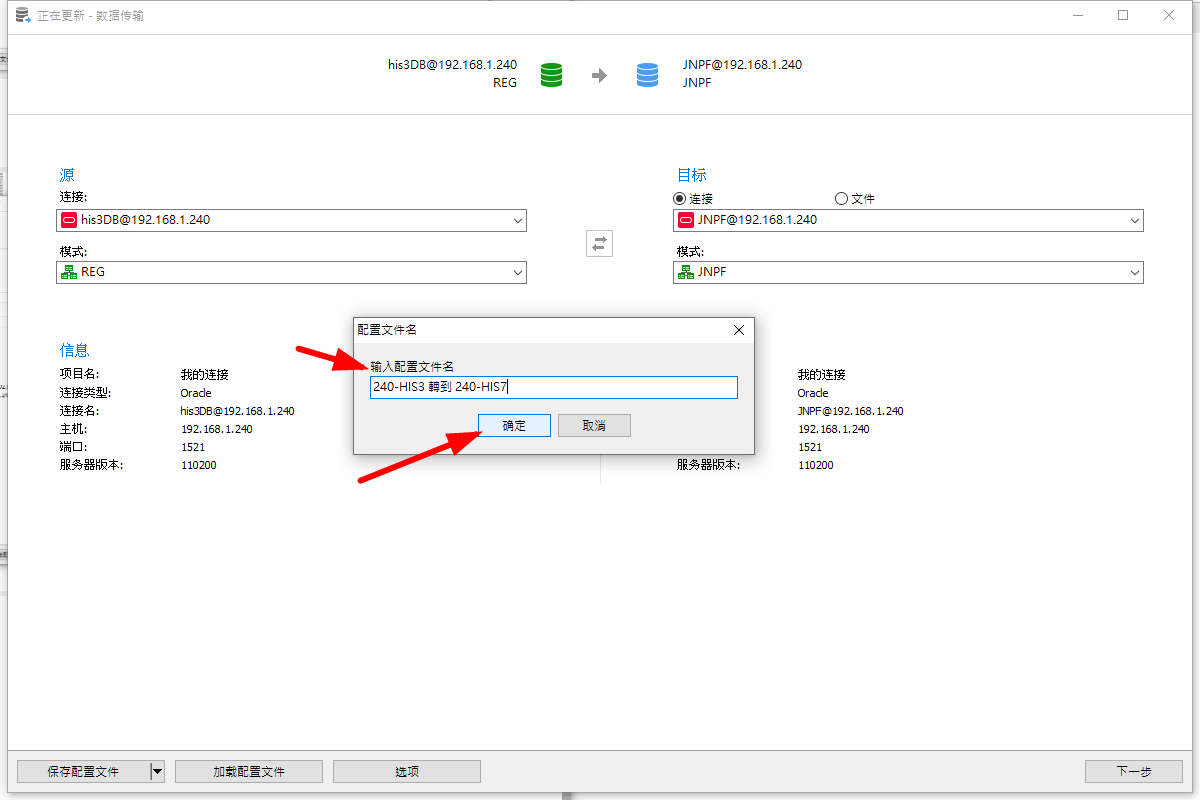 正在更新 - 数据传输
his3DB@192.168.1.240
REG
JNPF@192.168.1.240
JNPF
源
连接:
his3DB@192.168.1.240
模式:
REG
目标
连接
文件
JNPF@192.168.1.240
模式:
JNPF
配置文件名
输入配置文件名
240-HIS3 轉到 240-HIS7
确定
取消
信息
项目名: 我的连接
连接类型: Oracle
连接名: his3DB@192.168.1.240
主机: 192.168.1.240
端口: 1521
服务器版本: 110200
我的连接
Oracle
JNPF@192.168.1.240
192.168.1.240
1521
服务器版本: 110200
保存配置文件
加载配置文件
选项
下一步